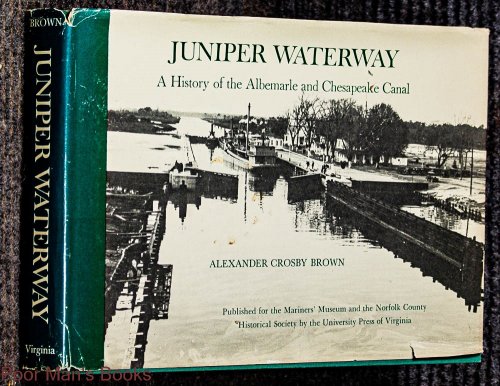 BROWN
JUNIPER WATERWAY
Virginia
JUNIPER WATERWAY
A History of the Albemarle and Chesapeake Canal
ALEXANDER CROSBY BROWN
Published for the Mariners' Museum and the Norfolk County
Historical Society by the University Press of Virginia
Poor Man's Books